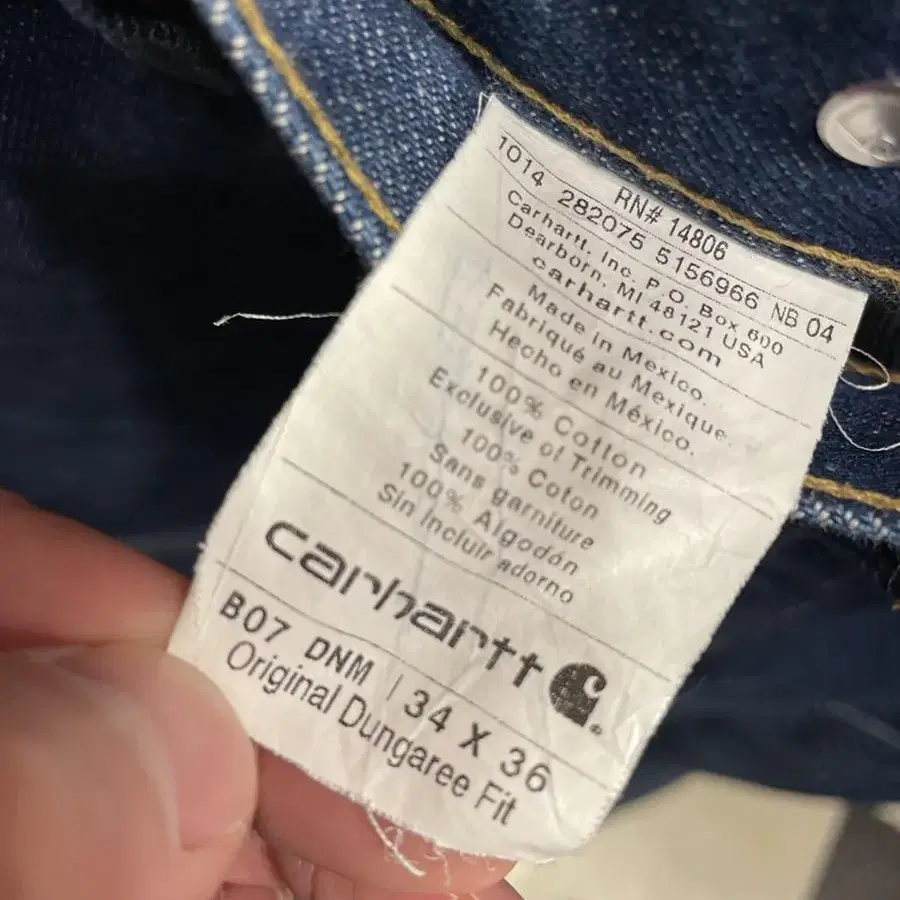 RN# 14806
1014 282075 5156966 NB 04
Carhartt, Inc. P.O. Box 600
Dearborn, MI 48121 USA
carhartt.com
Made in Mexico.
Fabriqué au Mexique.
Hecho en México.
100% Cotton
Exclusive of Trimming
100% Coton
Sans garniture
100% Algodón
Sin Incluir adorno
carhartt
B07 DNM | 34 X 36
Original Dungaree Fit